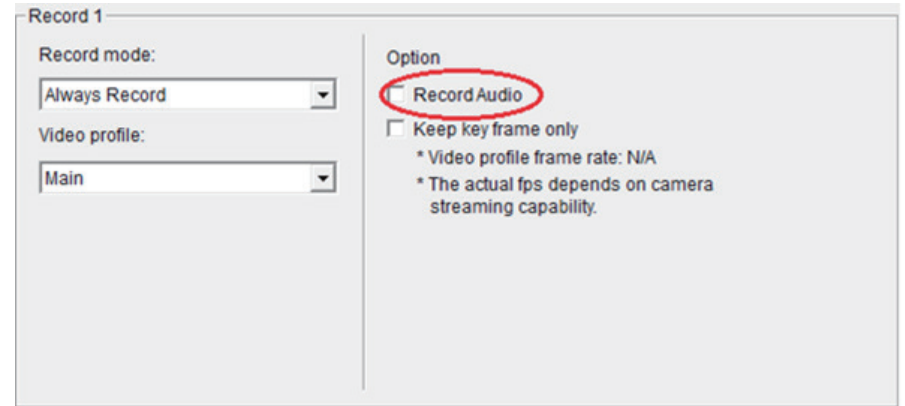 Record 1
Record mode:
Always Record
Video profile:
Main
Option
Record Audio
Keep key frame only
* Video profile frame rate: N/A
* The actual fps depends on camera
streaming capability.